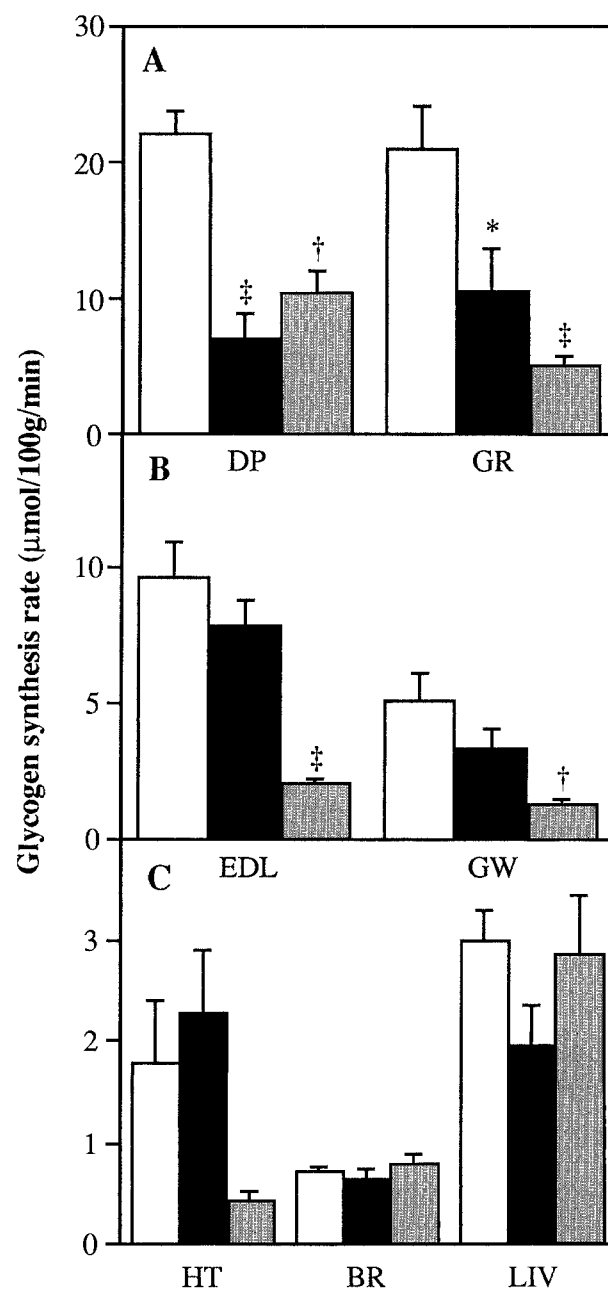 Glycogen synthesis rate (μmol/100g/min)
A
30
20
10
0
‡
†
*
‡
DP
GR
B
10
5
0
‡
†
EDL
GW
C
3
2
1
0
HT
BR
LIV